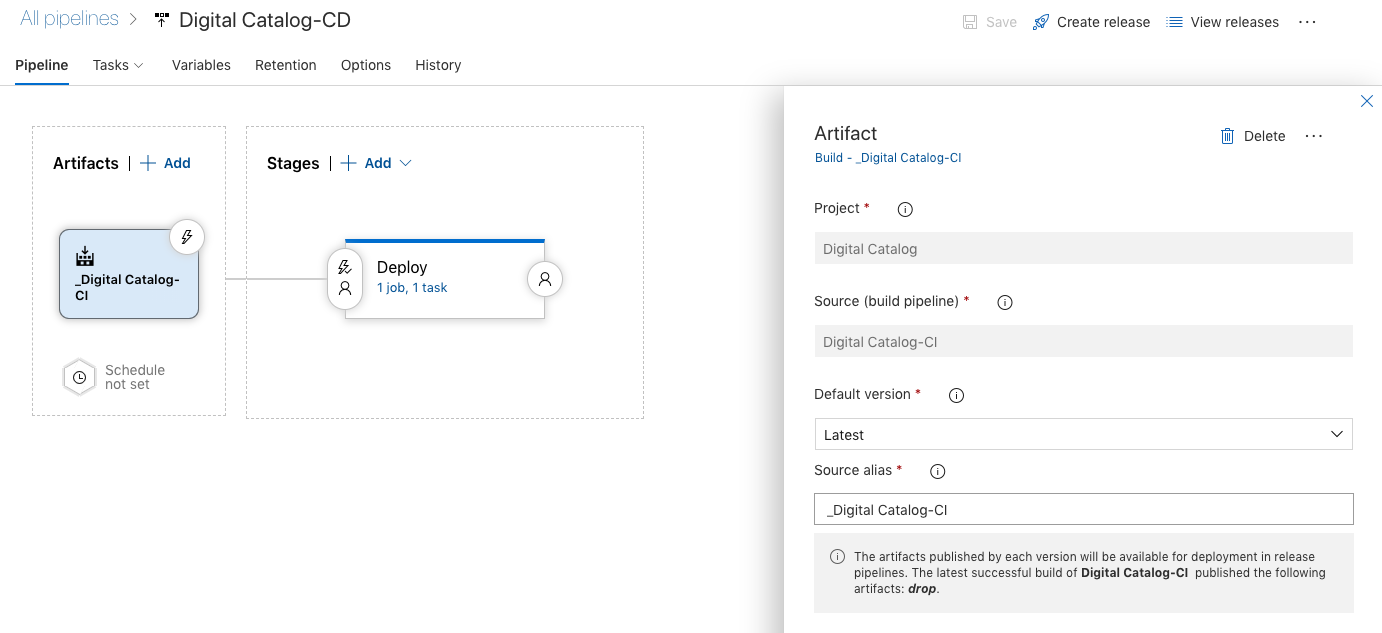 All pipelines > Digital Catalog-CD
Save Create release View releases ...
Pipeline Tasks Variables Retention Options History
Artifacts | + Add
Stages | + Add
_Digital Catalog-
CI
Schedule
not set
Deploy
1 job, 1 task
Artifact
Delete ...
Build - _Digital Catalog-CI
Project *
Digital Catalog
Source (build pipeline) *
Digital Catalog-CI
Default version *
Latest
Source alias *
_Digital Catalog-CI
The artifacts published by each version will be available for deployment in release
pipelines. The latest successful build of Digital Catalog-CI published the following
artifacts: drop.